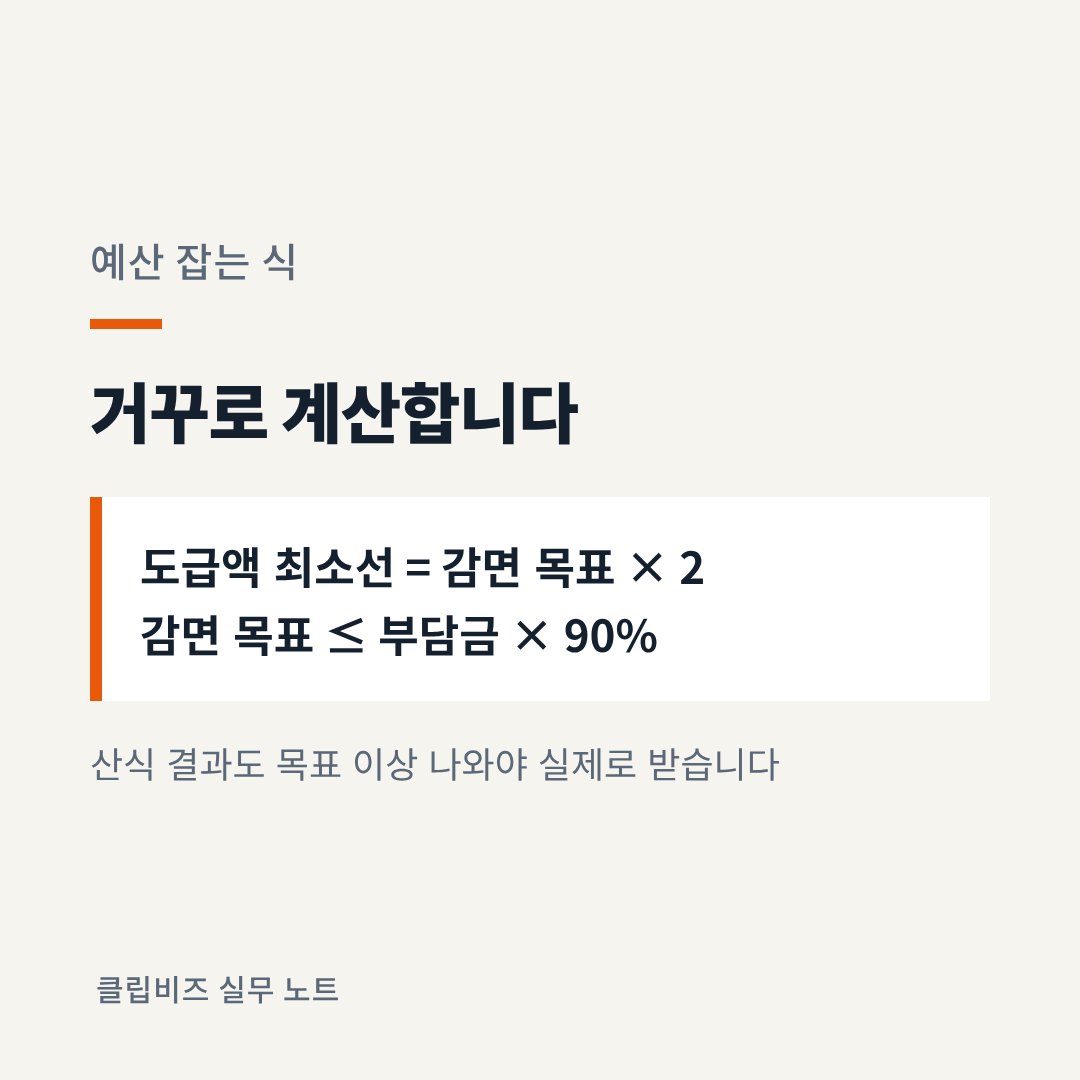 예산 잡는 식
거꾸로 계산합니다
도급액 최소선 = 감면 목표 × 2
감면 목표 ≤ 부담금 × 90%
산식 결과도 목표 이상 나와야 실제로 받습니다
클립비즈 실무 노트